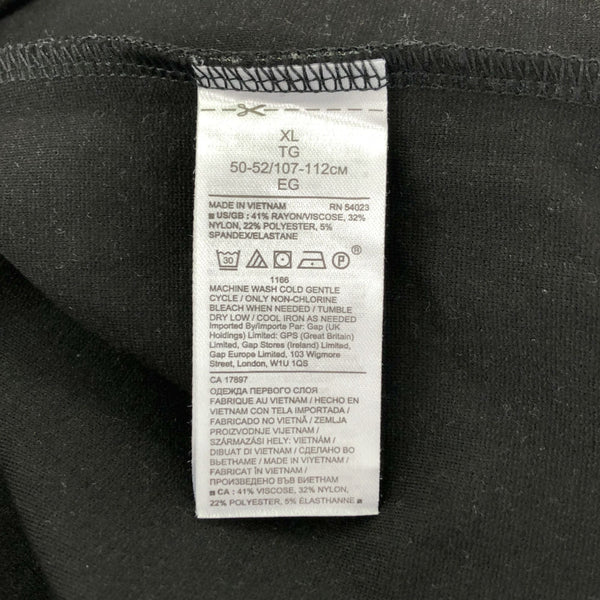 XL
TG
50-52/107-112CM
EG
MADE IN VIETNAM RN 54023
US/GB : 41% RAYON/VISCOSE, 32%
NYLON, 22% POLYESTER, 5%
SPANDEX/ELASTANE
30 P
1166
MACHINE WASH COLD GENTLE
CYCLE / ONLY NON-CHLORINE
BLEACH WHEN NEEDED / TUMBLE
DRY LOW / COOL IRON AS NEEDED
Imported By/Importe Par: Gap (UK
Holdings) Limited: GPS (Great Britain)
Limited, Gap Stores (Ireland) Limited,
Gap Europe Limited, 103 Wigmore
Street, London, W1U 1QS
CA 17897
ОДЕЖДА ПЕРВОГО СЛОЯ
FABRIQUE AU VIETNAM / HECHO EN
VIETNAM CON TELA IMPORTADA /
FABRICADO NO VIETNÃ / ZEMLJA
PROIZVODNJE VIJETNAM /
SZÁRMAZÁSI HELY: VIETNÁM /
DIBUAT DI VIETNAM / СДЕЛАНО ВО
ВЬЕТНАМЕ / MADE IN VIYETNAM /
FABRICAT ÎN VIETNAM /
ПРОИЗВЕДЕНО ВЪВ ВИЕТНАМ
CA : 41% VISCOSE, 32% NYLON,
22% POLYESTER, 5% ÉLASTHANNE